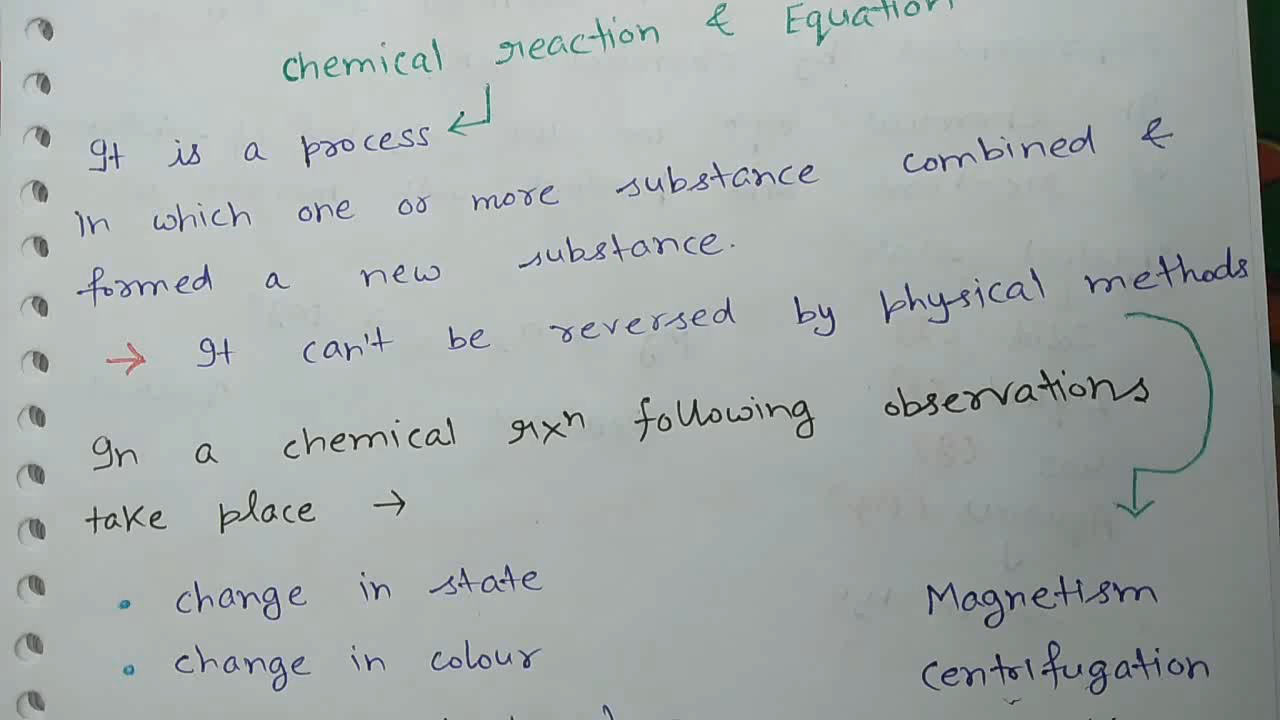 chemical reaction & Equation
It is a process
in which one or more substance combined &
formed a new substance.
→ It can't be reversed by physical methods
In a chemical rxⁿ following observations
take place →
• change in state
Magnetism
• change in colour
centrifugation